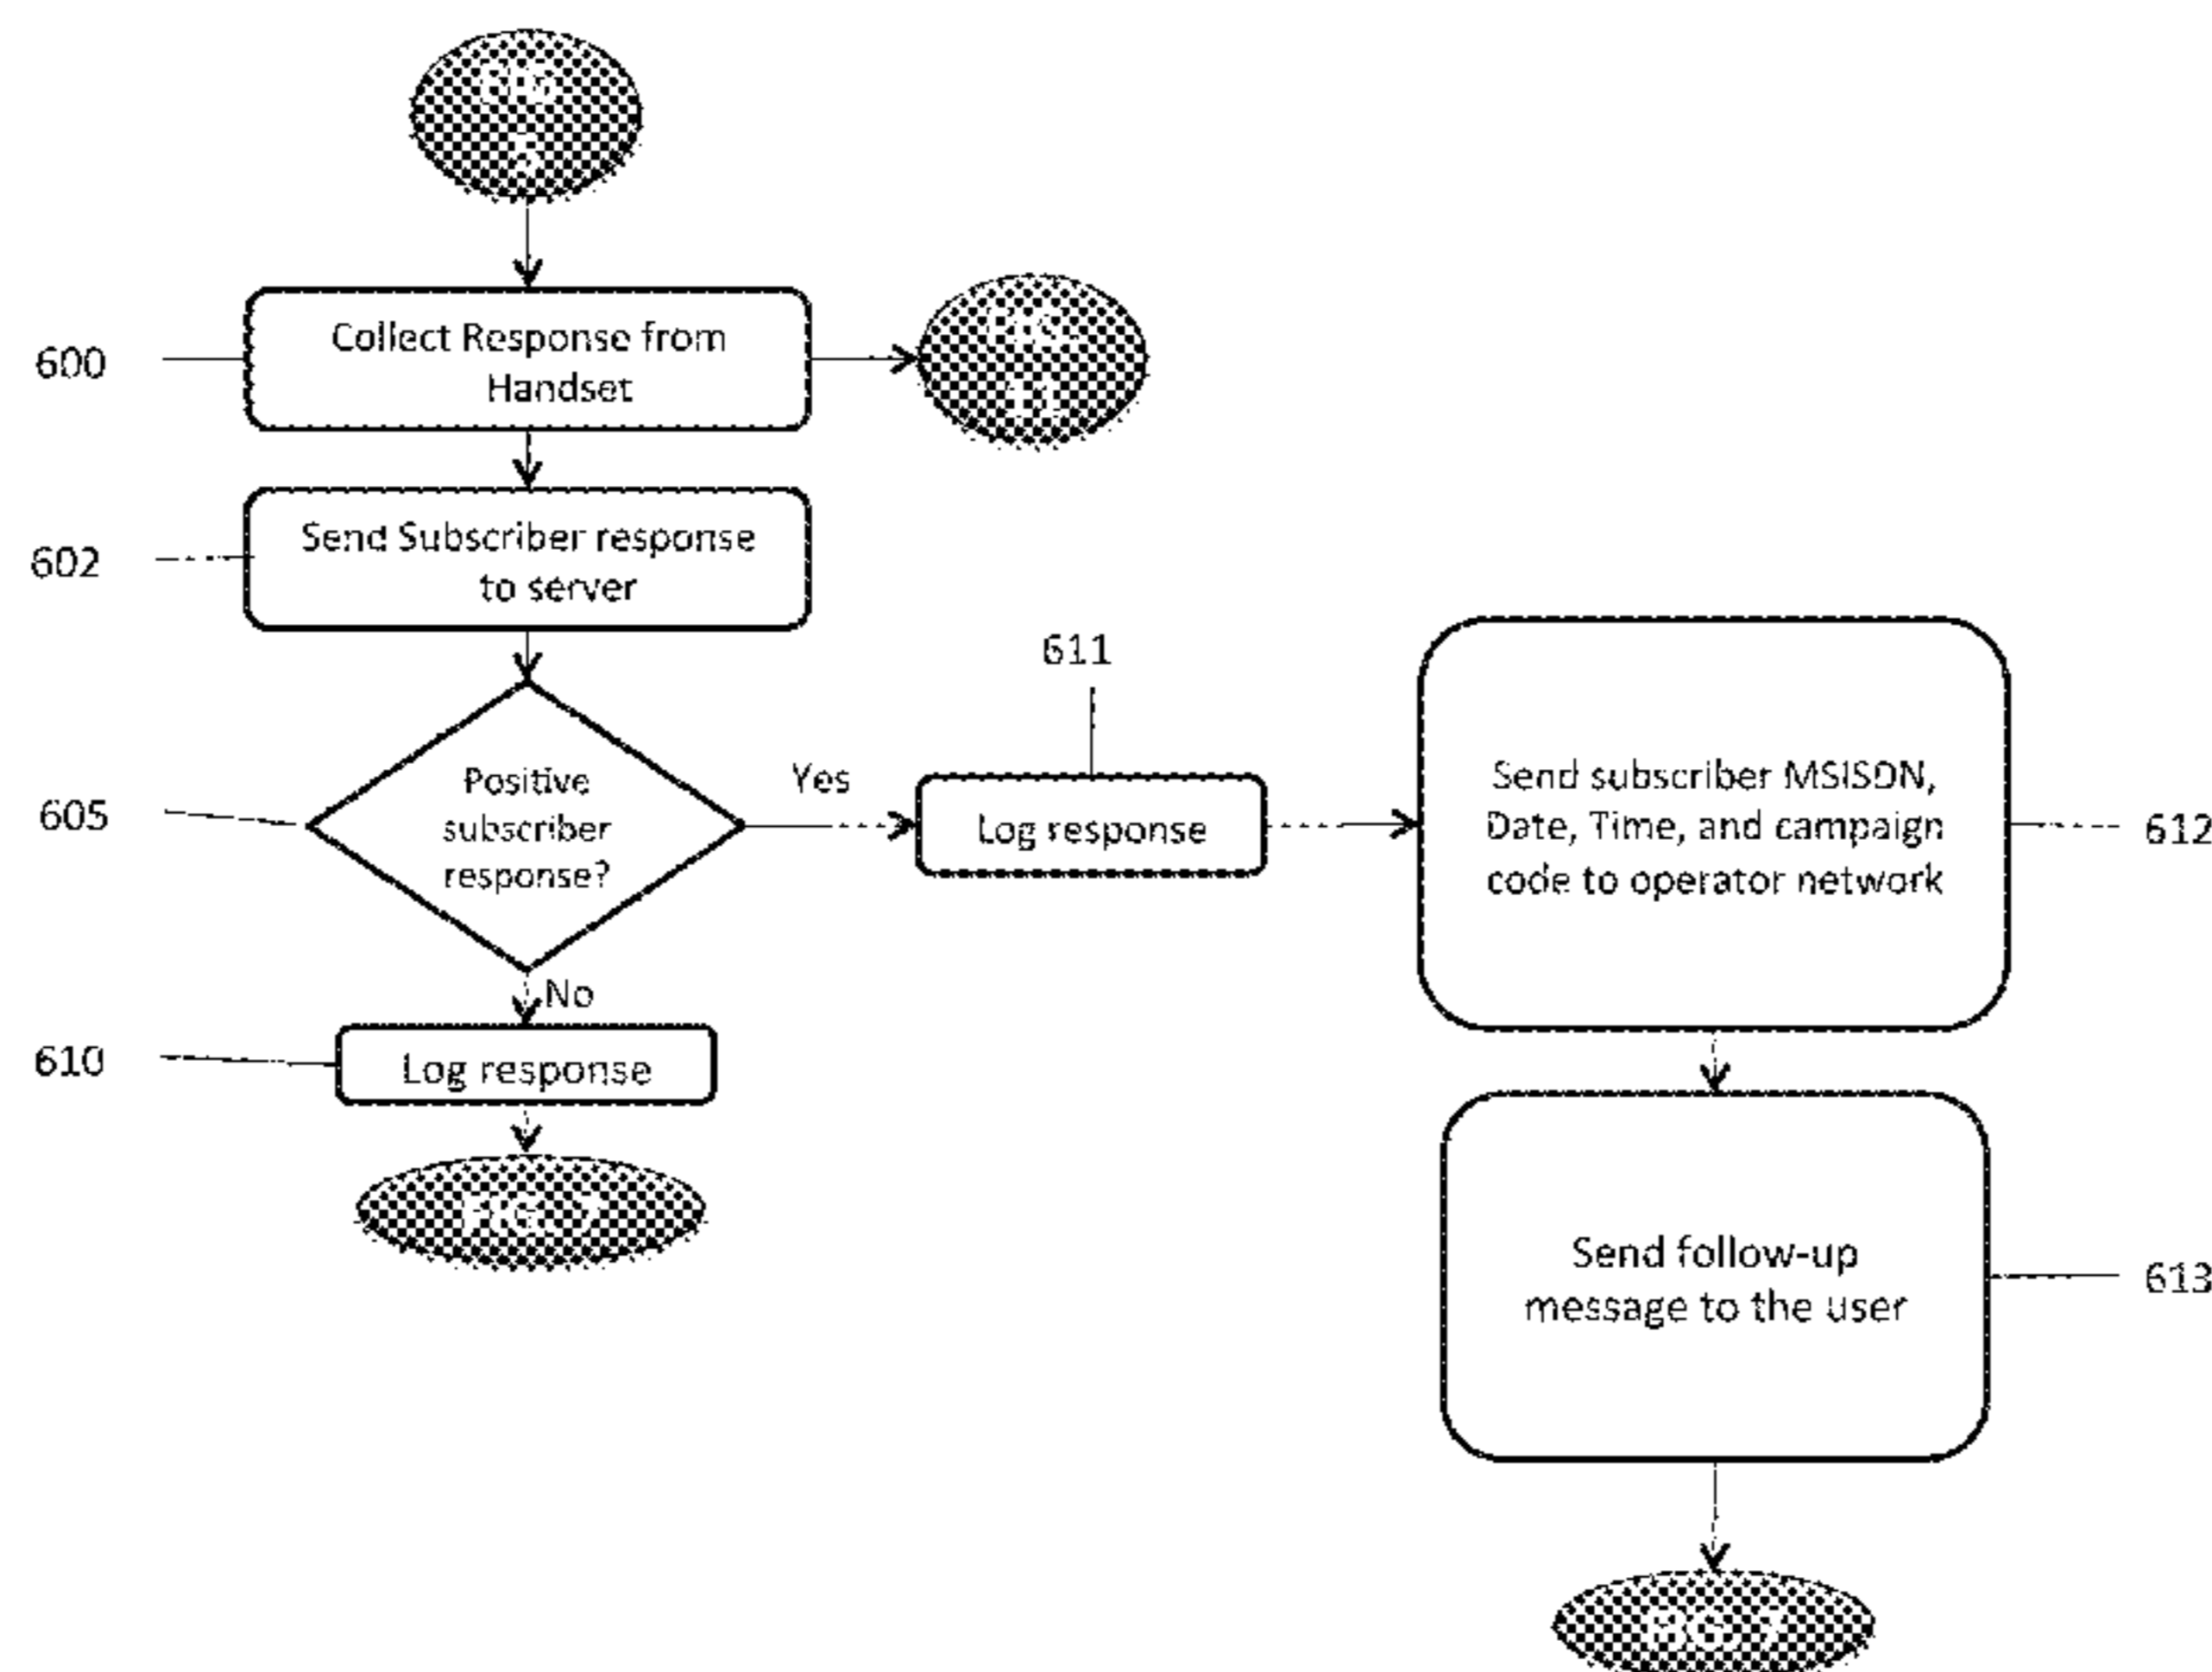 600
Collect Response from
Handset
602
Send Subscriber response
to server
611
605
Positive
subscriber
response?
Yes
Log response
Send subscriber MSISDN,
Date, Time, and campaign
code to operator network
612
No
610
Log response
Send follow-up
message to the user
613